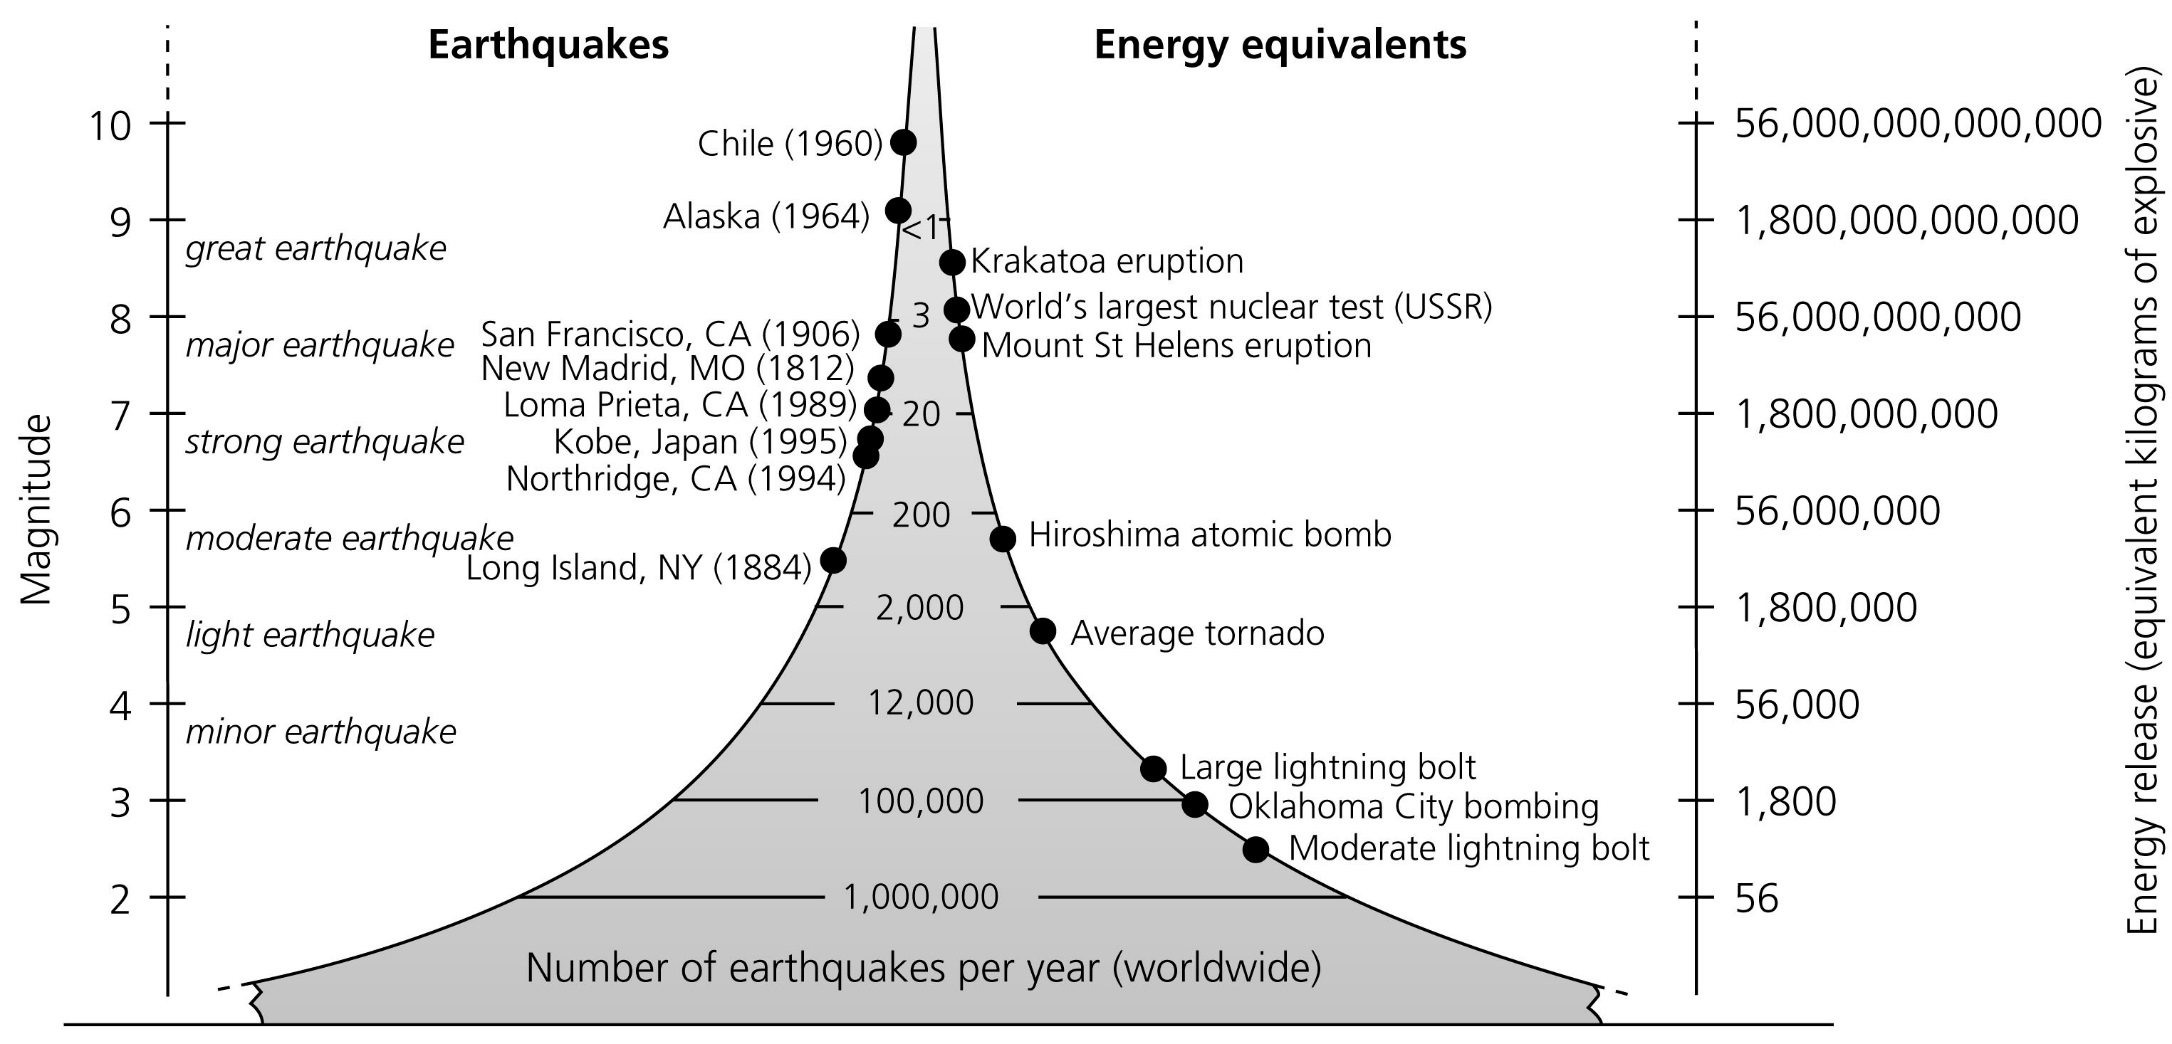 Earthquakes
Energy equivalents
Magnitude
10
9
8
7
6
5
4
3
2
great earthquake
major earthquake
strong earthquake
moderate earthquake
light earthquake
minor earthquake
Chile (1960)
Alaska (1964)
San Francisco, CA (1906)
New Madrid, MO (1812)
Loma Prieta, CA (1989)
Kobe, Japan (1995)
Northridge, CA (1994)
Long Island, NY (1884)
<1
3
20
200
2,000
12,000
100,000
1,000,000
Number of earthquakes per year (worldwide)
Krakatoa eruption
World’s largest nuclear test (USSR)
Mount St Helens eruption
Hiroshima atomic bomb
Average tornado
Large lightning bolt
Oklahoma City bombing
Moderate lightning bolt
56,000,000,000,000
1,800,000,000,000
56,000,000,000
1,800,000,000
56,000,000
1,800,000
56,000
1,800
56
Energy release (equivalent kilograms of explosive)